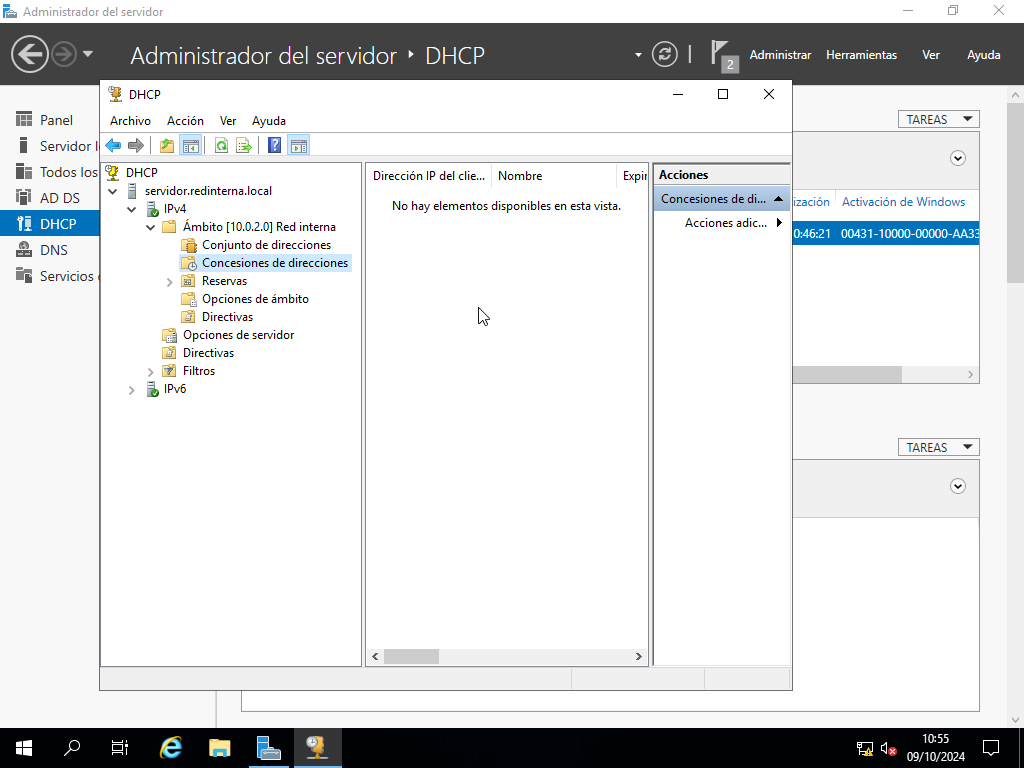 Administrador del servidor
Administrador del servidor
DHCP
2
Administrar
Herramientas
Ver
Ayuda
Panel
Servidor l
Todos los
AD DS
DHCP
DNS
Servicios
DHCP
Archivo
Acción
Ver
Ayuda
DHCP
servidor.redinterna.local
IPv4
Ámbito [10.0.2.0] Red interna
Conjunto de direcciones
Concesiones de direcciones
Reservas
Opciones de ámbito
Directivas
Opciones de servidor
Directivas
Filtros
IPv6
Dirección IP del clie...
Nombre
Expir
No hay elementos disponibles en esta vista.
Acciones
Concesiones de di...
Acciones adic...
TAREAS
ización
Activación de Windows
0:46:21
00431-10000-00000-AA33
TAREAS
10:55
09/10/2024